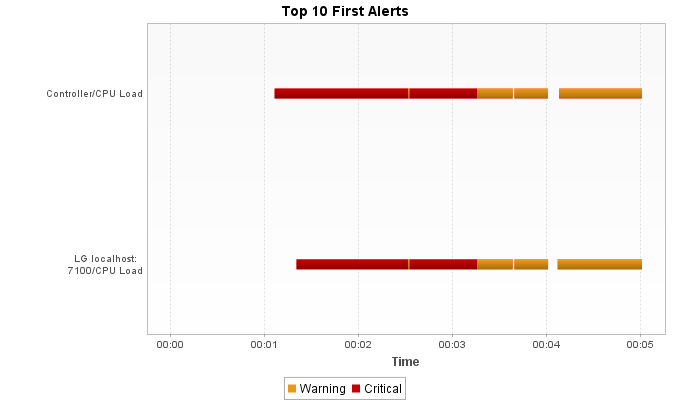 Top 10 First Alerts
Controller/CPU Load
LG localhost:
7100/CPU Load
00:00 00:01 00:02 00:03 00:04 00:05
Time
Warning Critical